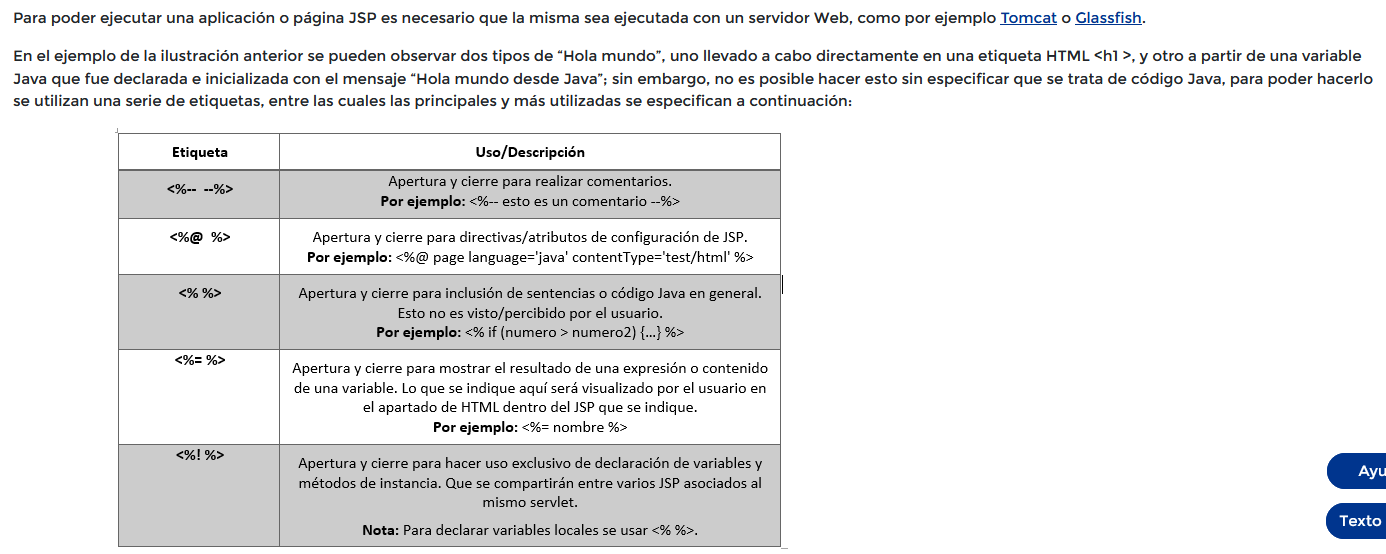 Para poder ejecutar una aplicación o página JSP es necesario que la misma sea ejecutada con un servidor Web, como por ejemplo Tomcat o Glassfish.
En el ejemplo de la ilustración anterior se pueden observar dos tipos de “Hola mundo”, uno llevado a cabo directamente en una etiqueta HTML <h1 >, y otro a partir de una variable
Java que fue declarada e inicializada con el mensaje “Hola mundo desde Java”; sin embargo, no es posible hacer esto sin especificar que se trata de código Java, para poder hacerlo
se utilizan una serie de etiquetas, entre las cuales las principales y más utilizadas se especifican a continuación:
Etiqueta Uso/Descripción
<%-- --%>
Apertura y cierre para realizar comentarios.
Por ejemplo: <%-- esto es un comentario --%>
<%@ %>
Apertura y cierre para directivas/atributos de configuración de JSP.
Por ejemplo: <%@ page language='java' contentType='test/html' %>
<% %>
Apertura y cierre para inclusión de sentencias o código Java en general.
Esto no es visto/percibido por el usuario.
Por ejemplo: <% if (numero > numero2) {...} %>
<%= %>
Apertura y cierre para mostrar el resultado de una expresión o contenido
de una variable. Lo que se indique aquí será visualizado por el usuario en
el apartado de HTML dentro del JSP que se indique.
Por ejemplo: <%= nombre %>
<%! %>
Apertura y cierre para hacer uso exclusivo de declaración de variables y
métodos de instancia. Que se compartirán entre varios JSP asociados al
mismo servlet.
Nota: Para declarar variables locales se usar <% %>.
Ayu
Texto